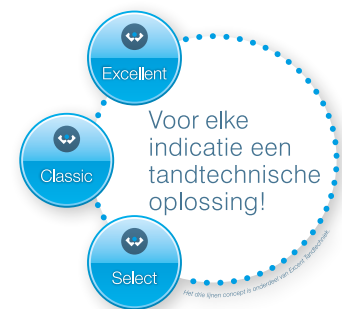 Excellent
Classic
Select
Voor elke
indicatie een
tandtechnische
oplossing!
Het drie lijnen concept is onderdeel van Excent Tandtechniek.